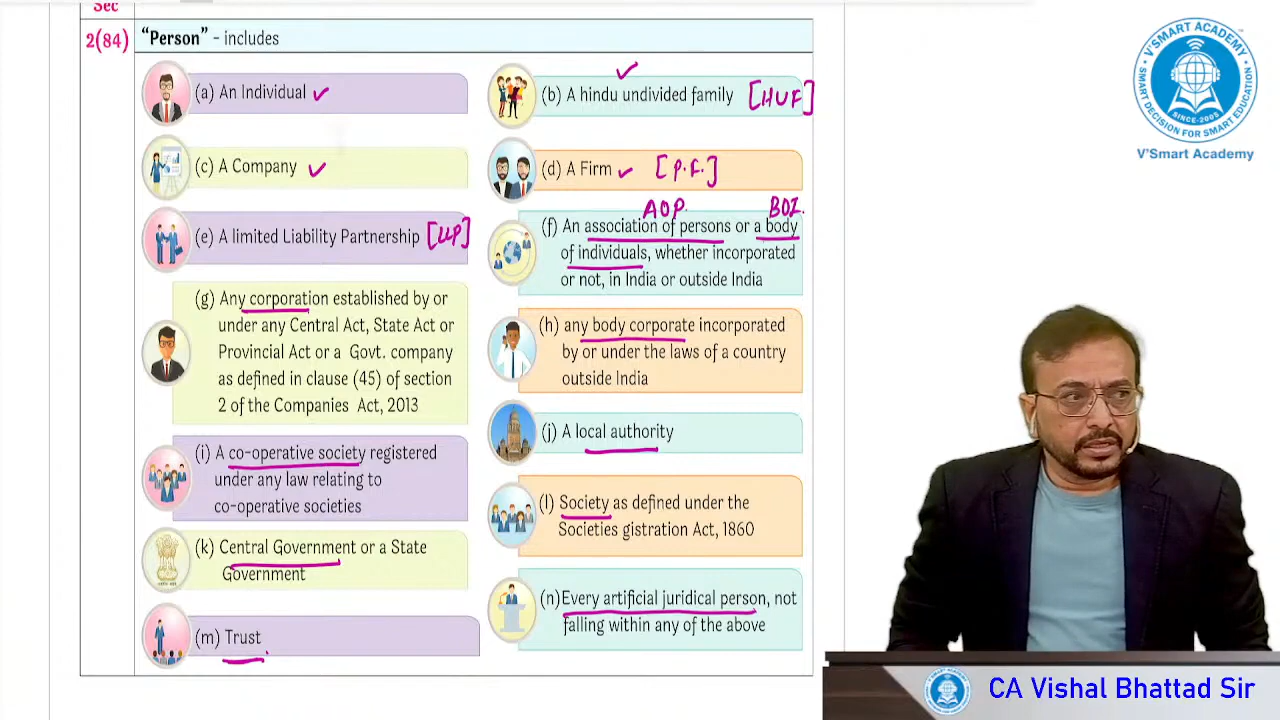 Sec
2(84)
"Person" - includes
(a) An Individual ✓
✓
(b) A hindu undivided family [HUF]
(c) A Company ✓
(d) A Firm ✓ [P.F.]
(e) A limited Liability Partnership [LLP]
AOP. BOI.
(f) An association of persons or a body
of individuals, whether incorporated
or not, in India or outside India
(g) Any corporation established by or
under any Central Act, State Act or
Provincial Act or a Govt. company
as defined in clause (45) of section
2 of the Companies Act, 2013
(h) any body corporate incorporated
by or under the laws of a country
outside India
(i) A co-operative society registered
under any law relating to
co-operative societies
(j) A local authority
(k) Central Government or a State
Government
(l) Society as defined under the
Societies gistration Act, 1860
(m) Trust
(n)Every artificial juridical person, not
falling within any of the above
V'SMART ACADEMY
SINCE-2005
SMART DECISION FOR SMART EDUCATION
V'Smart Academy
CA Vishal Bhattad Sir